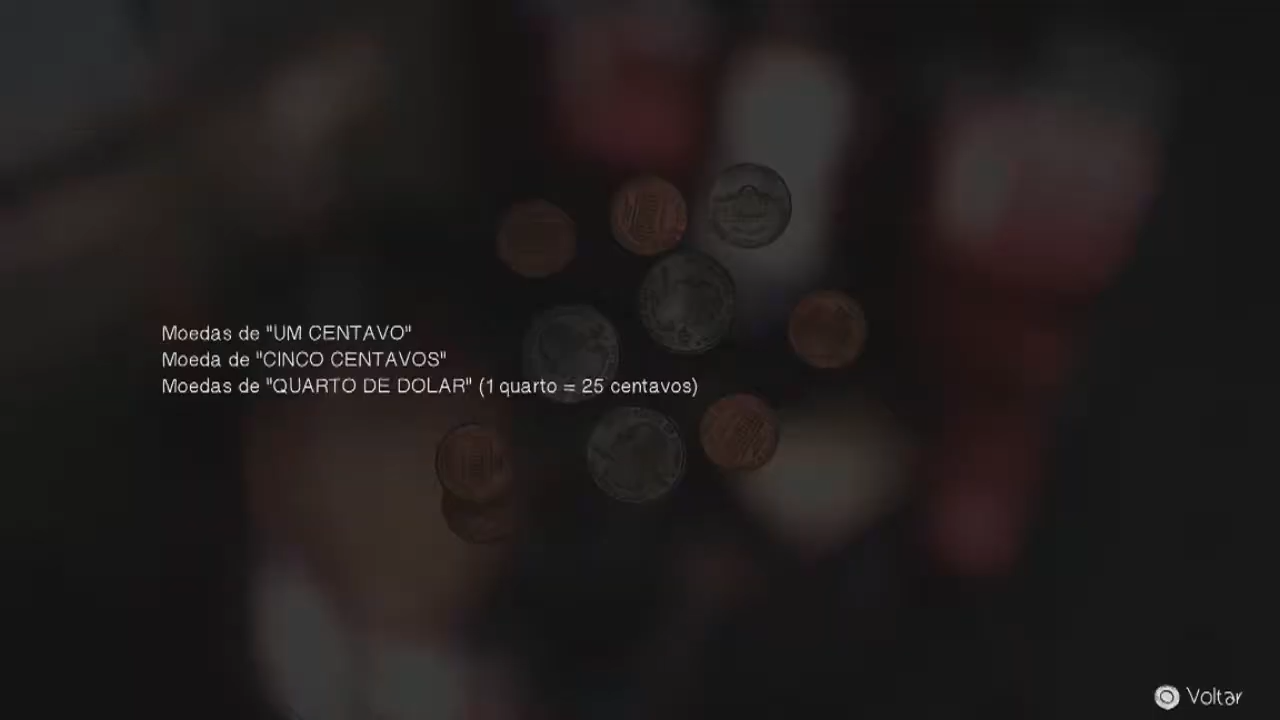 Moedas de "UM CENTAVO"
Moeda de "CINCO CENTAVOS"
Moedas de "QUARTO DE DOLAR" (1 quarto = 25 centavos)
Voltar